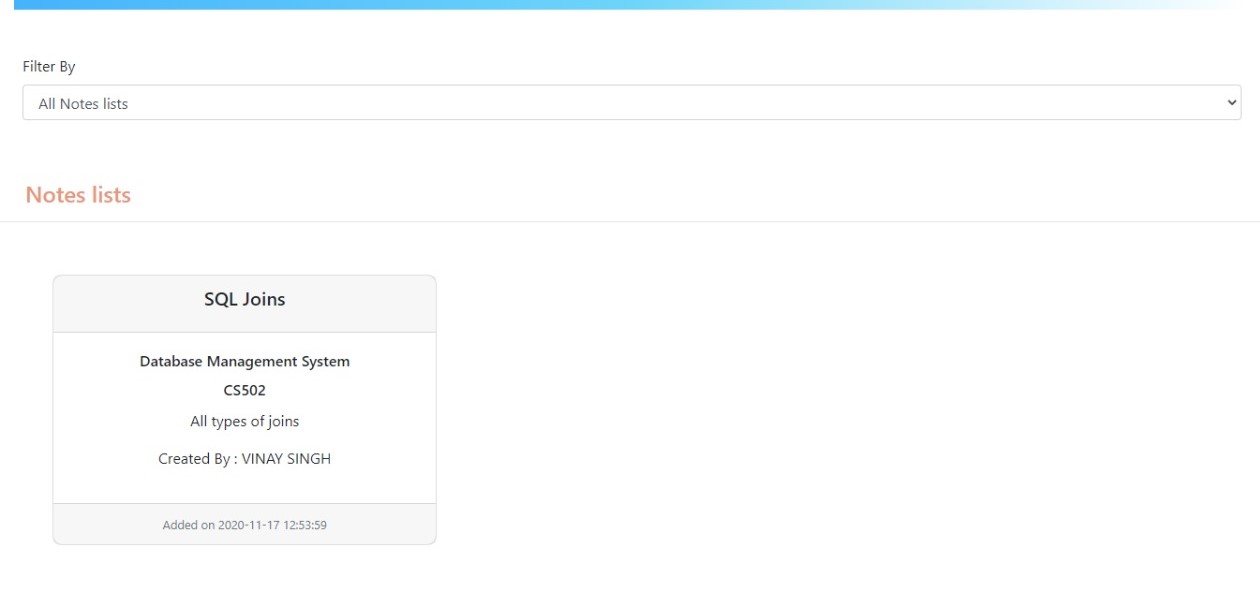 Filter By
All Notes lists
Notes lists
SQL Joins
Database Management System
CS502
All types of joins
Created By : VINAY SINGH
Added on 2020-11-17 12:53:59